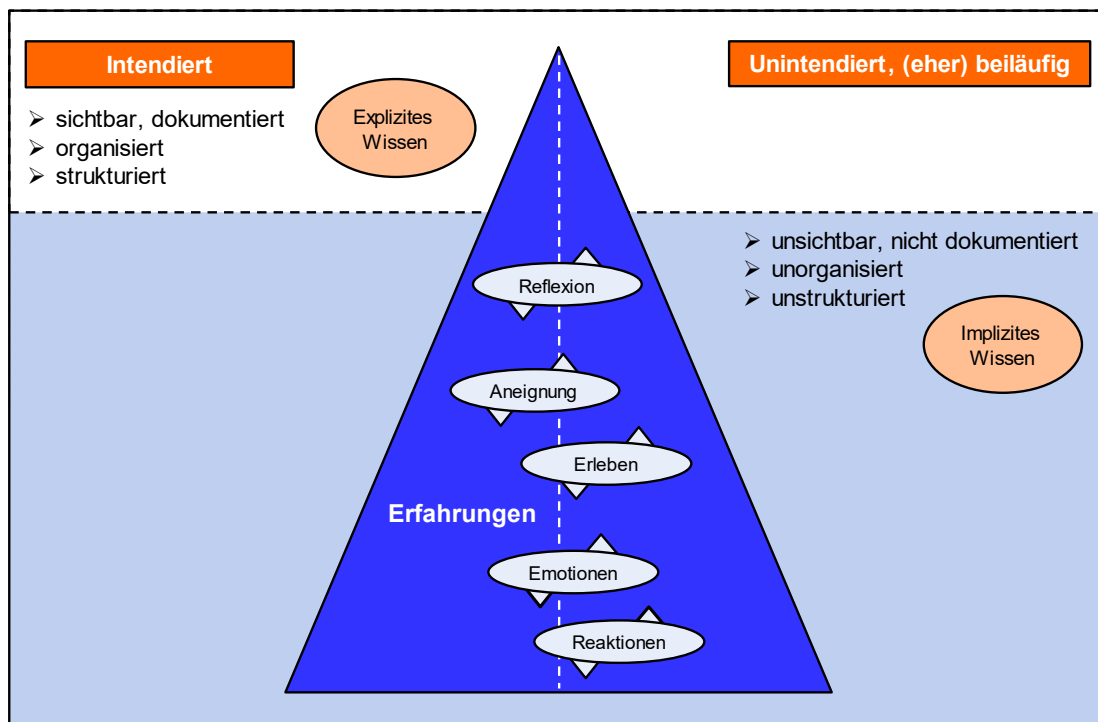 Intendiert
Unintendiert, (eher) beiläufig
➢ sichtbar, dokumentiert
➢ organisiert
➢ strukturiert
Explizites
Wissen
➢ unsichtbar, nicht dokumentiert
➢ unorganisiert
➢ unstrukturiert
Implizites
Wissen
Reflexion
Aneignung
Erleben
Erfahrungen
Emotionen
Reaktionen